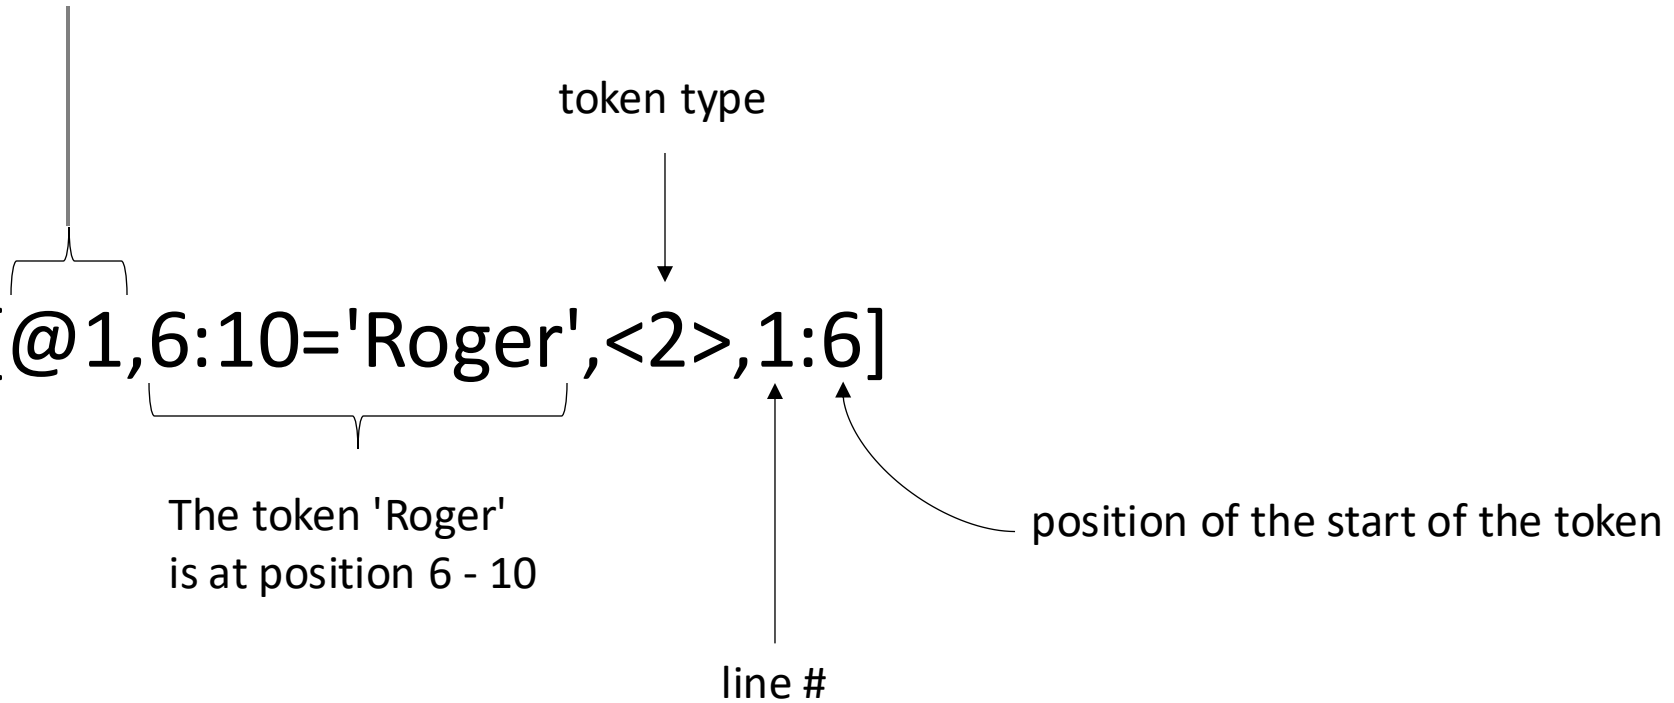 token type
[@1,6:10='Roger',<2>,1:6]
The token 'Roger'
is at position 6 - 10
position of the start of the token
line #